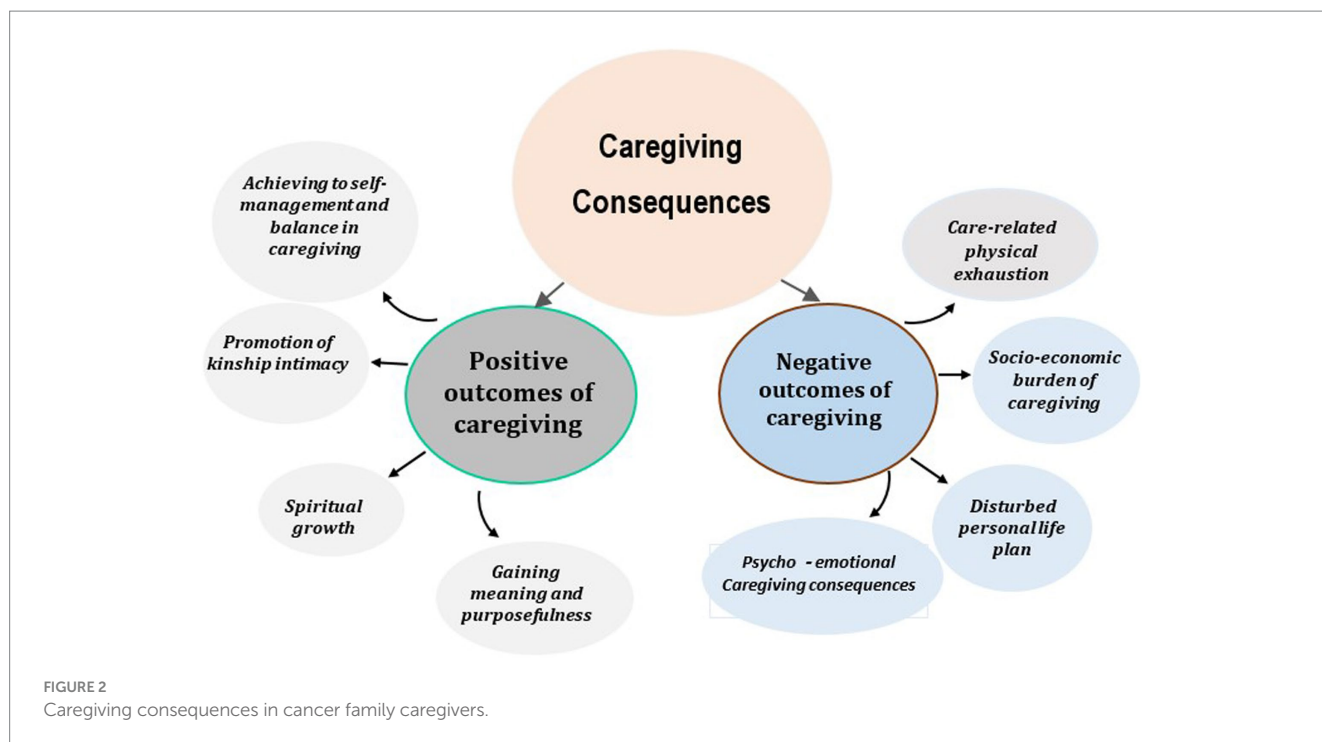 Caregiving
Consequences
Achieving to self-
management and
balance in
caregiving
Promotion of
kinship intimacy
Spiritual
growth
Gaining
meaning and
purposefulness
Positive
outcomes of
caregiving
Negative
outcomes of
caregiving
Care-related
physical
exhaustion
Socio-economic
burden of
caregiving
Disturbed
personal life
plan
Psycho - emotional
Caregiving consequences
FIGURE 2
Caregiving consequences in cancer family caregivers.